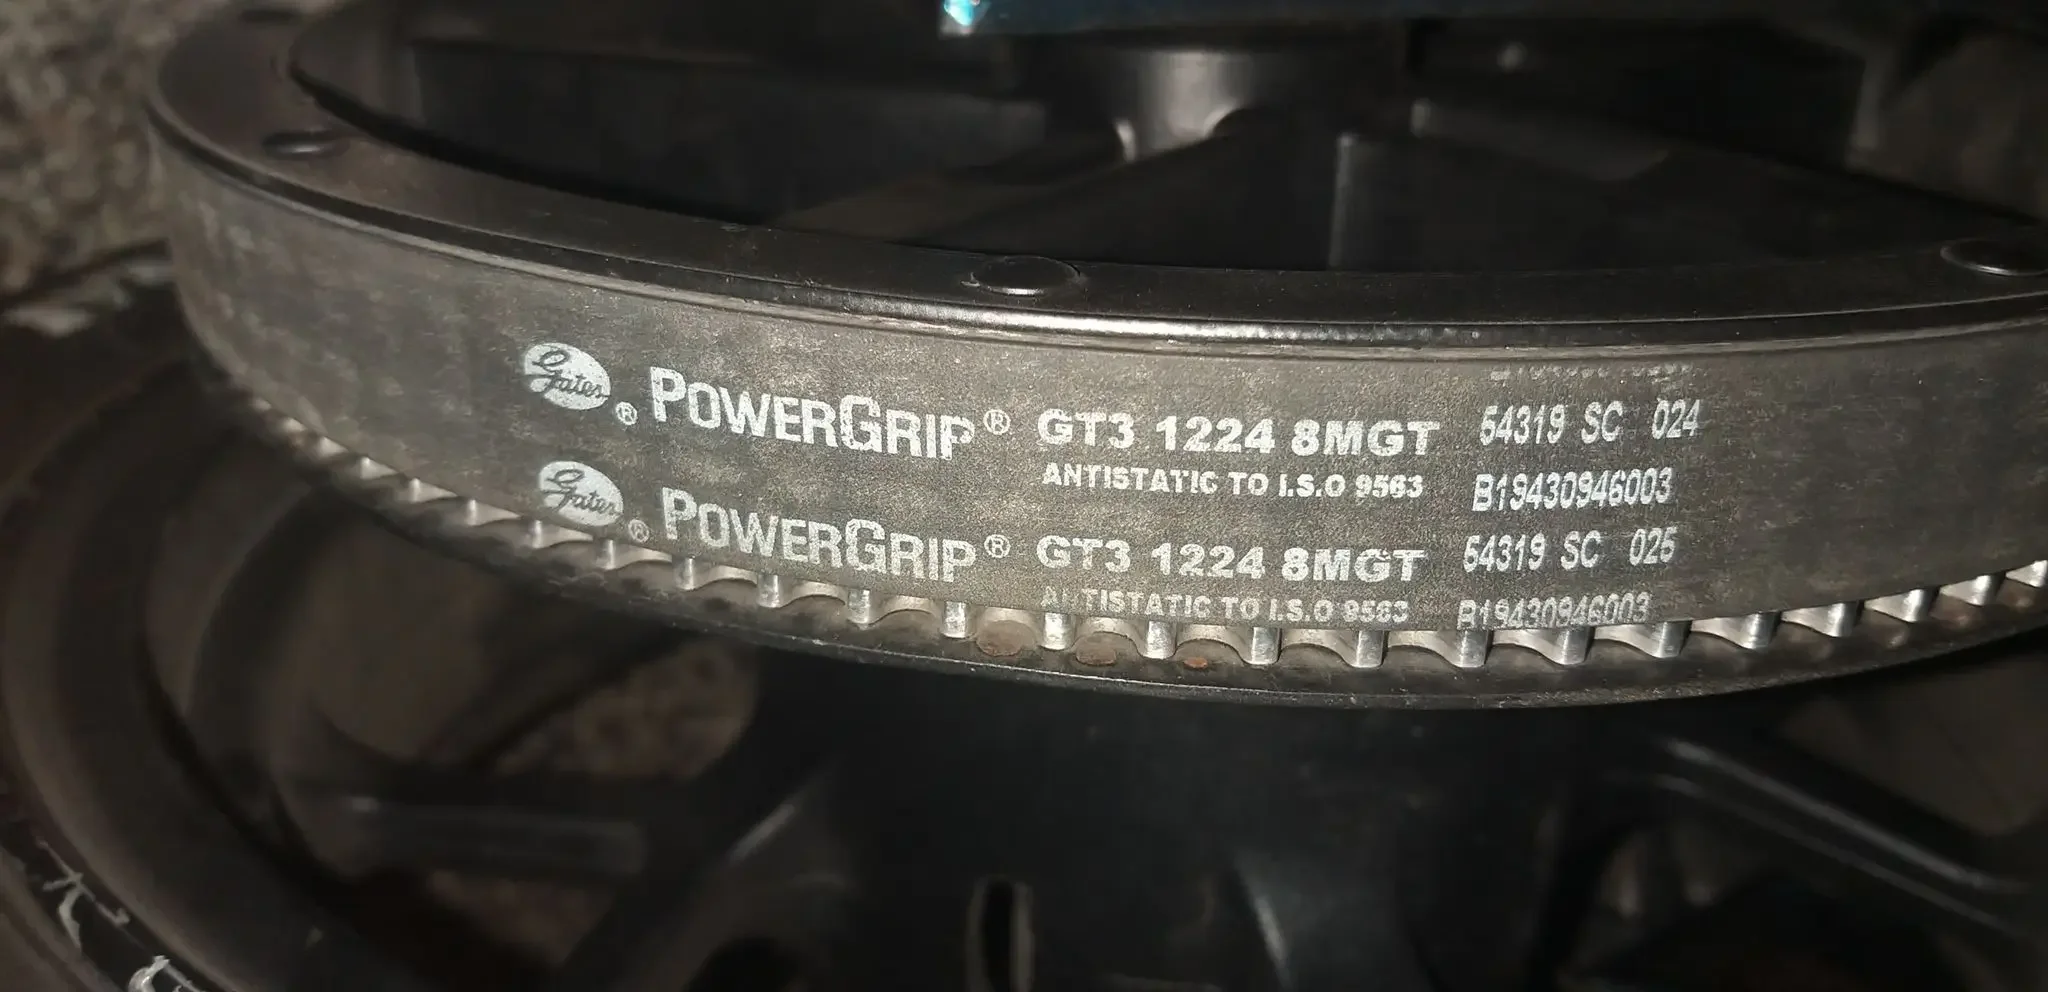 Gates ® POWERGRIP® GT3 1224 8MGT 54319 SC 024
ANTISTATIC TO I.S.O 9563 B19430946003
Gates ® POWERGRIP® GT3 1224 8MGT 54319 SC 025
ANTISTATIC TO I.S.O 9563 B19430946003